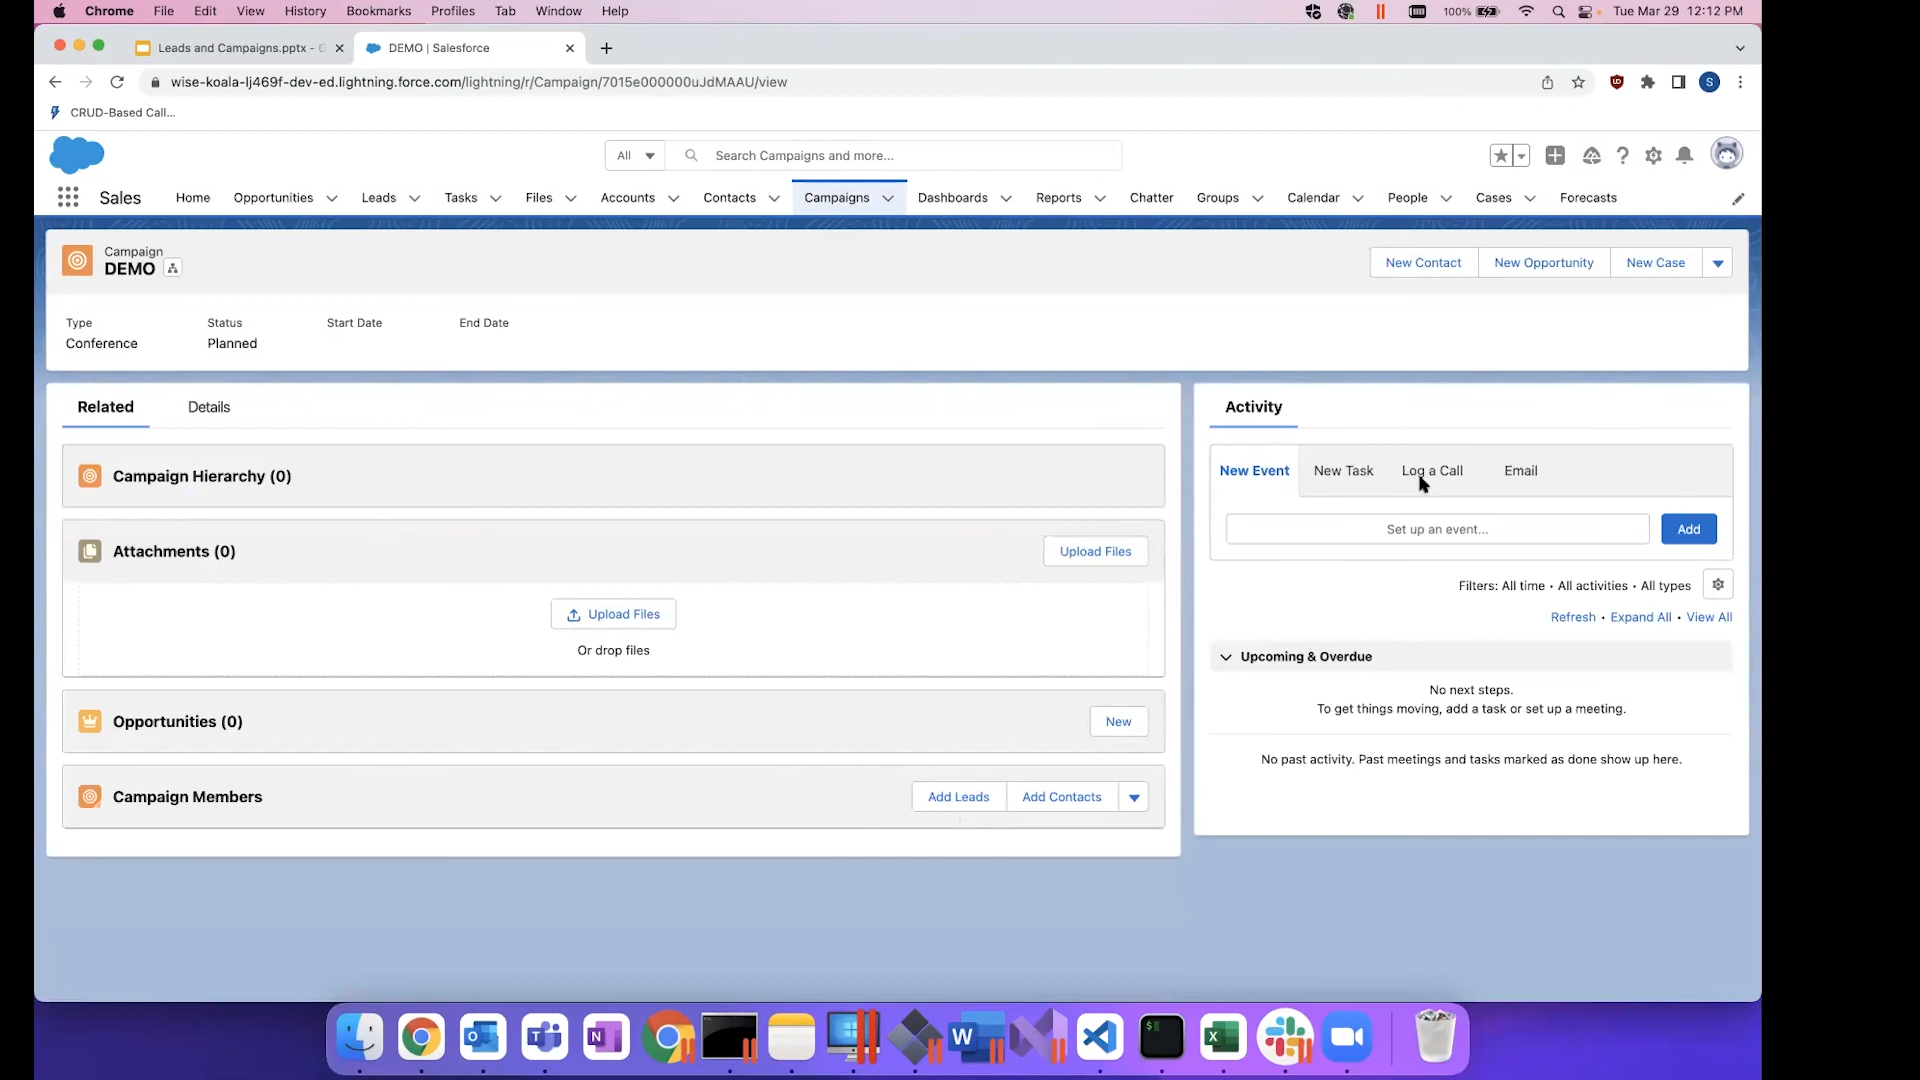 Chrome File Edit View History Bookmarks Profiles Tab Window Help 100% Tue Mar 29 12:12 PM
Leads and Campaigns.pptx - G DEMO | Salesforce
wise-koala-lj469f-dev-ed.lightning.force.com/lightning/r/Campaign/7015e000000uJdMAAU/view S
CRUD-Based Call...
All Search Campaigns and more...
Sales Home Opportunities Leads Tasks Files Accounts Contacts Campaigns Dashboards Reports Chatter Groups Calendar People Cases Forecasts
Campaign
DEMO
New Contact New Opportunity New Case
Type Status Start Date End Date
Conference Planned
Related Details
Campaign Hierarchy (0)
Attachments (0) Upload Files
Upload Files
Or drop files
Opportunities (0) New
Campaign Members Add Leads Add Contacts
Activity
New Event New Task Log a Call Email
Set up an event... Add
Filters: All time • All activities • All types
Refresh • Expand All • View All
Upcoming & Overdue
No next steps.
To get things moving, add a task or set up a meeting.
No past activity. Past meetings and tasks marked as done show up here.